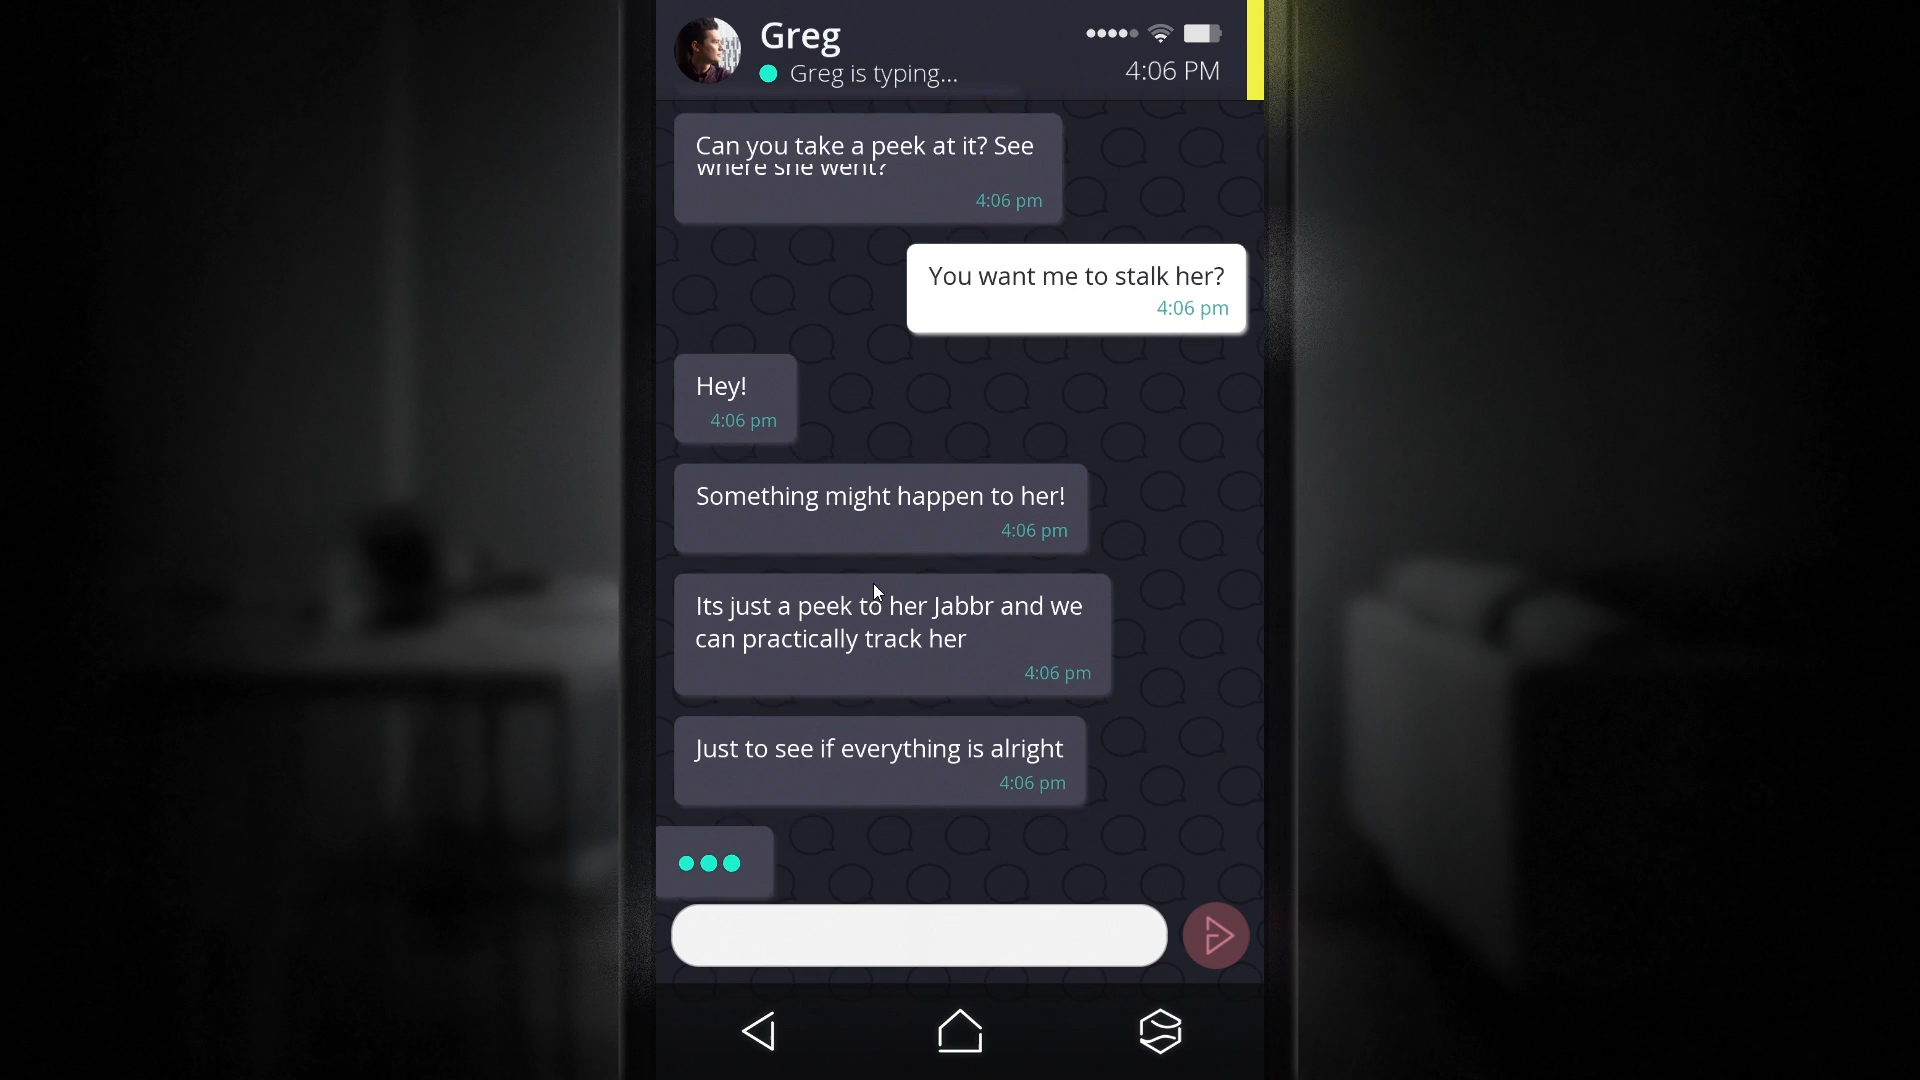 Greg
Greg is typing...
4:06 PM
Can you take a peek at it? See
where she went?
4:06 pm
You want me to stalk her?
4:06 pm
Hey!
4:06 pm
Something might happen to her!
4:06 pm
Its just a peek to her Jabbr and we
can practically track her
4:06 pm
Just to see if everything is alright
4:06 pm